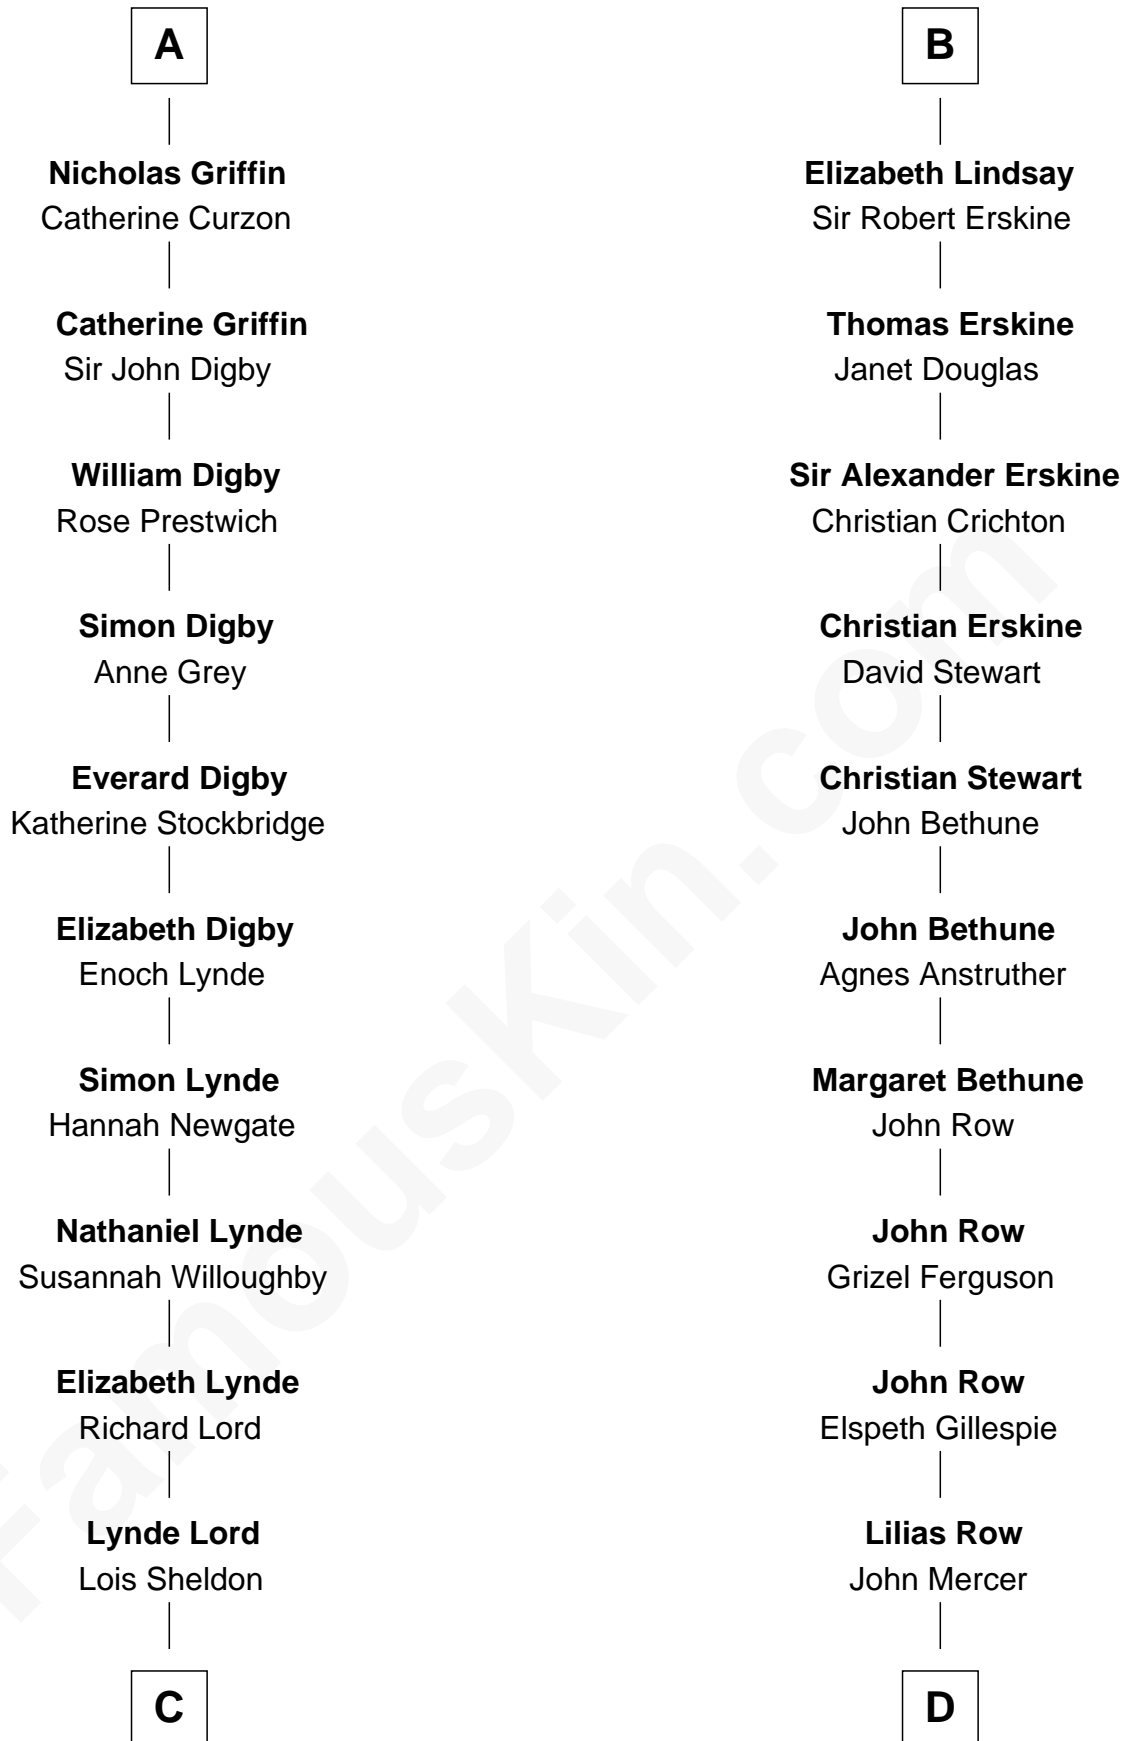 A
Nicholas Griffin
Catherine Curzon
Catherine Griffin
Sir John Digby
William Digby
Rose Prestwich
Simon Digby
Anne Grey
Everard Digby
Katherine Stockbridge
Elizabeth Digby
Enoch Lynde
Simon Lynde
Hannah Newgate
Nathaniel Lynde
Susannah Willoughby
Elizabeth Lynde
Richard Lord
Lynde Lord
Lois Sheldon
C
B
Elizabeth Lindsay
Sir Robert Erskine
Thomas Erskine
Janet Douglas
Sir Alexander Erskine
Christian Crichton
Christian Erskine
David Stewart
Christian Stewart
John Bethune
John Bethune
Agnes Anstruther
Margaret Bethune
John Row
John Row
Grizel Ferguson
John Row
Elspeth Gillespie
Lilias Row
John Mercer
D
FamousKin.com